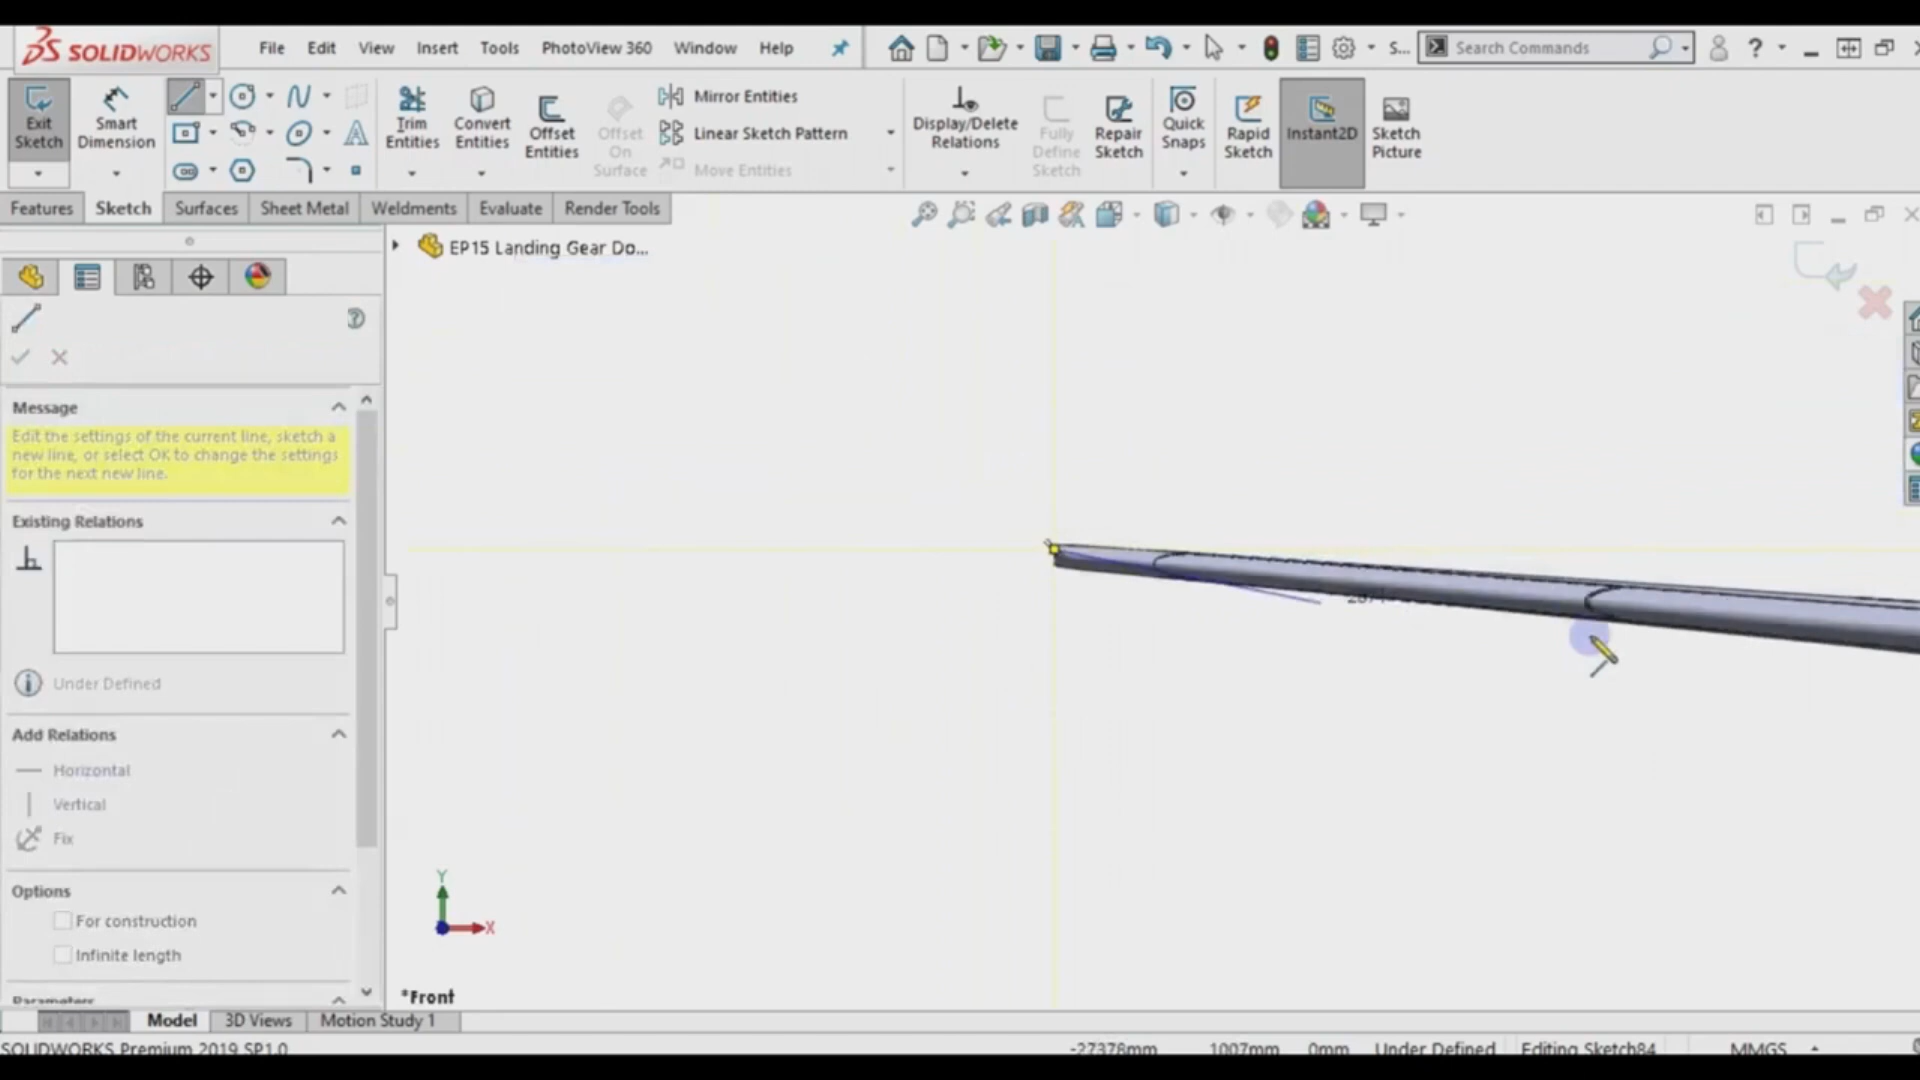 SOLIDWORKS
File Edit View Insert Tools PhotoView 360 Window Help
S... Search Commands
Exit Sketch
Smart Dimension
Trim Entities
Convert Entities
Offset Entities
Offset On Surface
Mirror Entities
Linear Sketch Pattern
Move Entities
Display/Delete Relations
Fully Define Sketch
Repair Sketch
Quick Snaps
Rapid Sketch
Instant2D
Sketch Picture
Features Sketch Surfaces Sheet Metal Weldments Evaluate Render Tools
EP15 Landing Gear Do...
Message
Edit the settings of the current line, sketch a
new line, or select OK to change the settings
for the next new line.
Existing Relations
Under Defined
Add Relations
Horizontal
Vertical
Fix
Options
For construction
Infinite length
Parameters
Y
X
*Front
Model 3D Views Motion Study 1
SOLIDWORKS Premium 2019 SP1.0
-27378mm 1007mm 0mm Under Defined Editing Sketch84 MMGS